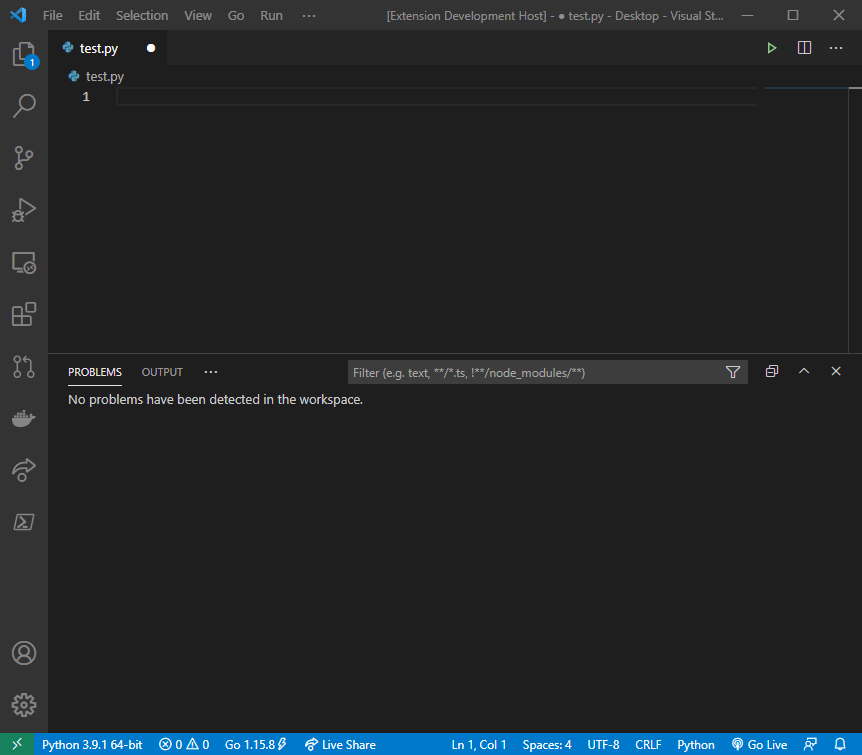 File Edit Selection View Go Run ··· [Extension Development Host] - ● test.py - Desktop - Visual St...
test.py ●
test.py
1
1
PROBLEMS OUTPUT ··· Filter (e.g. text, **/*.ts, !**/node_modules/**)
No problems have been detected in the workspace.
Python 3.9.1 64-bit 0 0 Go 1.15.8 Live Share Ln 1, Col 1 Spaces: 4 UTF-8 CRLF Python Go Live